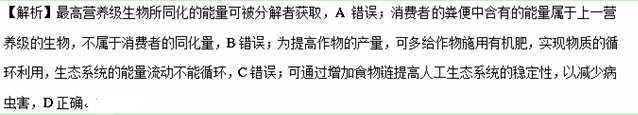 【解析】最高营养级生物所同化的能量可被分解者获取，A 错误；消费者的粪便中含有的能量属于上一营
养级的生物，不属于消费者的同化量，B 错误；为提高作物的产量，可多给作物施用有机肥，实现物质的循
环利用，生态系统的能量流动不能循环，C 错误；可通过增加食物链提高人工生态系统的稳定性，以减少病
虫害，D 正确。